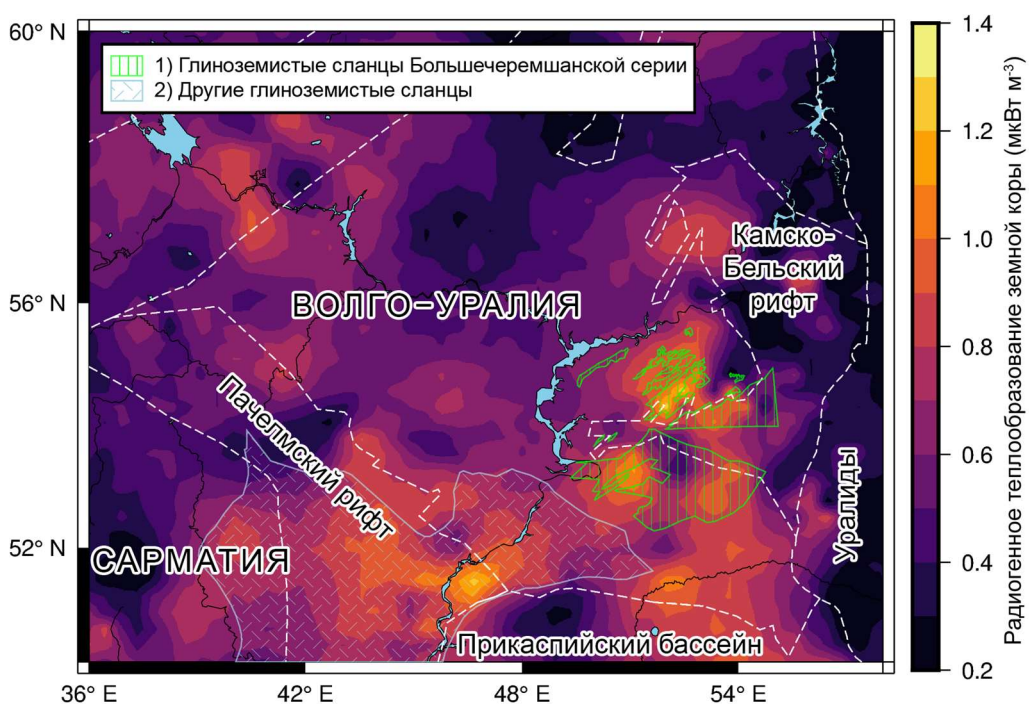 60° N
56° N
52° N
36° E
42° E
48° E
54° E
1) Глиноземистые сланцы Большечеремшанской серии
2) Другие глиноземистые сланцы
Камско-
Бельский
рифт
ВОЛГО-УРАЛИЯ
Пачелмский рифт
Уралиды
САРМАТИЯ
Прикаспийский бассейн
1.4
1.2
1.0
0.8
0.6
0.4
0.2
Радиогенное теплообразование земной коры (мкВт м⁻³)